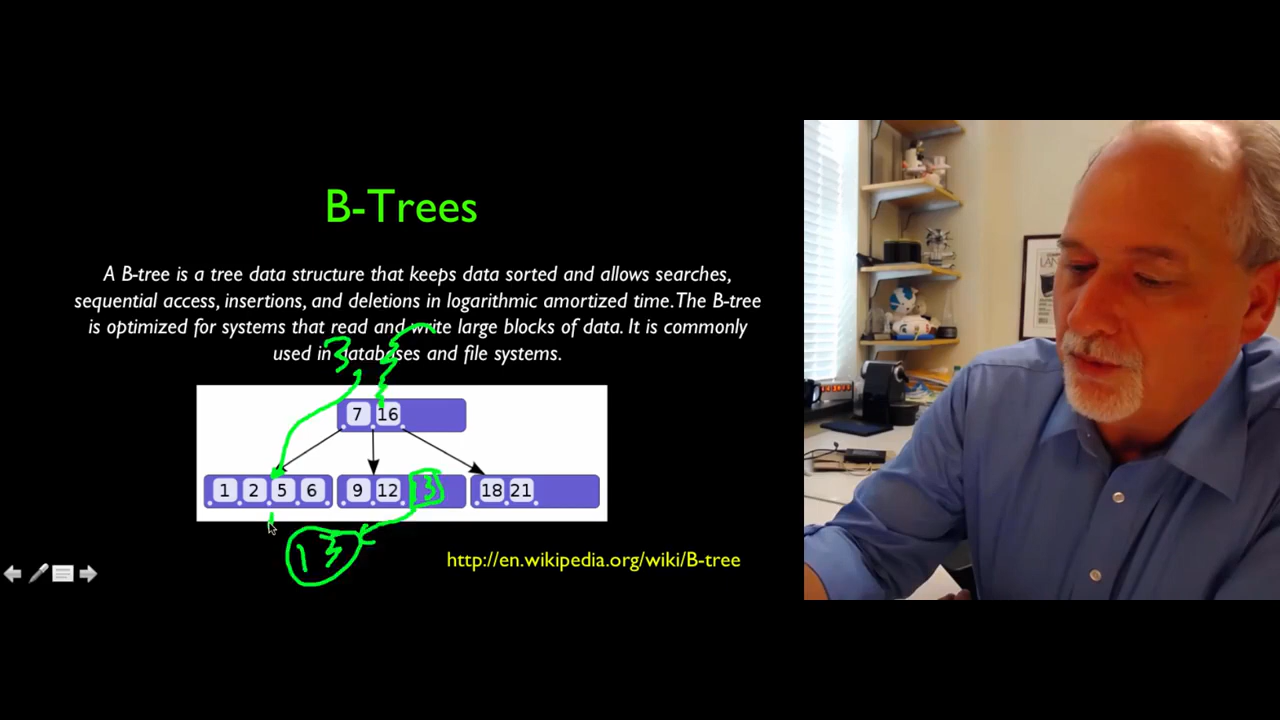 B-Trees
A B-tree is a tree data structure that keeps data sorted and allows searches,
sequential access, insertions, and deletions in logarithmic amortized time. The B-tree
is optimized for systems that read and write large blocks of data. It is commonly
used in databases and file systems.
3
7 16
1 2 5 6 9 12 13 18 21
13
http://en.wikipedia.org/wiki/B-tree